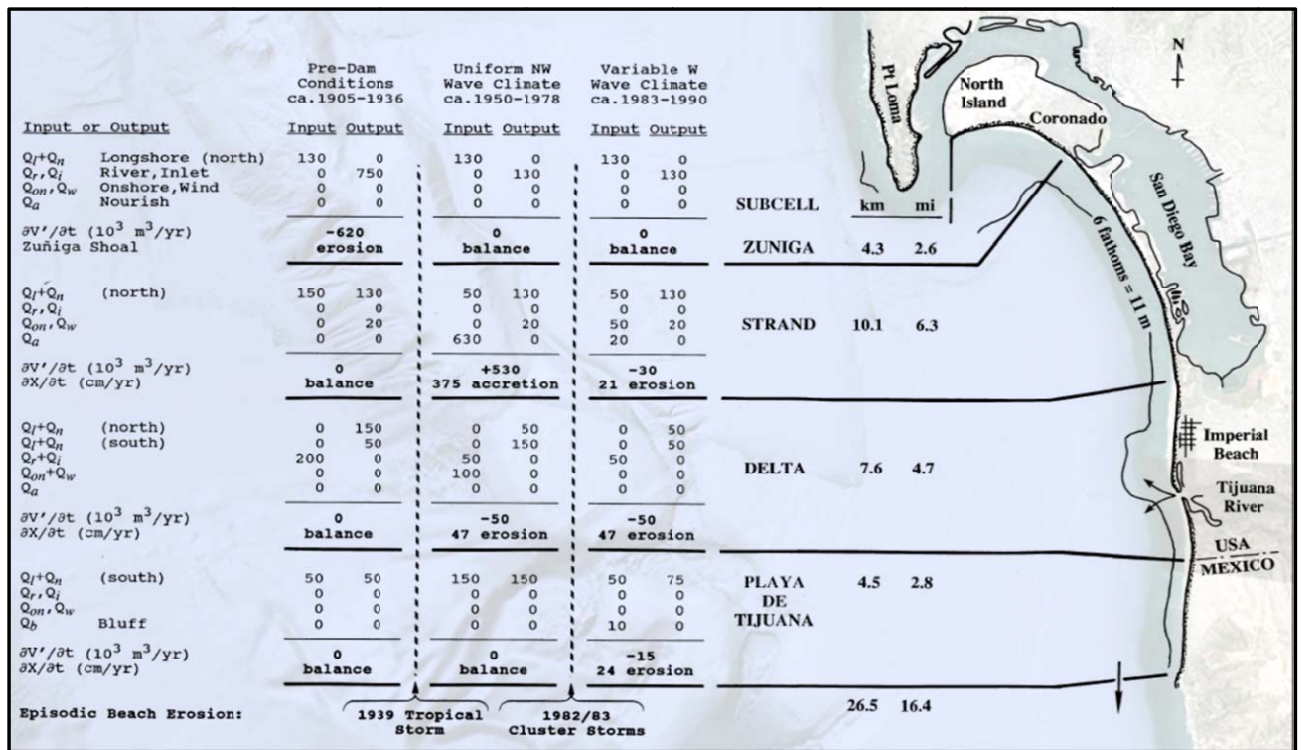 Pre-Dam Uniform NW Variable W
Conditions Wave Climate Wave Climate
ca.1905-1936 ca.1950-1978 ca.1983-1990
Input or Output Input Output Input Output Input Output
Ql+Qn Longshore (north) 130 0 130 0 130 0
Qr,Qi River,Inlet 0 750 0 130 0 130
Qon,Qw Onshore,Wind 0 0 0 0 0 0
Qa Nourish 0 0 0 0 0 0
SUBCELL km mi
∂V'/∂t (10³ m³/yr) -620 0 0
Zuñiga Shoal erosion balance balance
ZUNIGA 4.3 2.6
Ql+Qn (north) 150 130 50 130 50 130
Qr,Qi 0 0 0 0 0 0
Qon,Qw 0 20 0 20 50 20
Qa 0 0 630 0 20 0
STRAND 10.1 6.3
∂V'/∂t (10³ m³/yr) 0 +530 -30
∂X/∂t (cm/yr) balance 375 accretion 21 erosion
Ql+Qn (north) 0 150 0 50 0 50
Ql+Qn (south) 0 50 0 150 0 50
Qr+Qi 200 0 50 0 50 0
Qon+Qw 0 0 100 0 0 0
Qa 0 0 0 0 0 0
DELTA 7.6 4.7
∂V'/∂t (10³ m³/yr) 0 -50 -50
∂X/∂t (cm/yr) balance 47 erosion 47 erosion
Ql+Qn (south) 50 50 150 150 50 75
Qr,Qi 0 0 0 0 0 0
Qon,Qw 0 0 0 0 0 0
Qb Bluff 0 0 0 0 10 0
PLAYA 4.5 2.8
DE
TIJUANA
∂V'/∂t (10³ m³/yr) 0 0 -15
∂X/∂t (cm/yr) balance balance 24 erosion
26.5 16.4
Episodic Beach Erosion: 1939 Tropical 1982/83
Storm Cluster Storms
N
Pt Loma
North
Island
Coronado
San Diego Bay
6 fathoms = 11 m
Imperial
Beach
Tijuana
River
USA
MEXICO